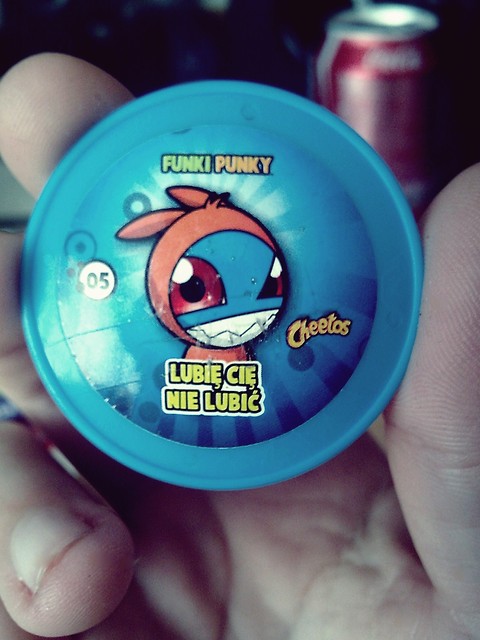 FUNKI PUNKY
05
Cheetos
LUBIĘ CIĘ
NIE LUBIĆ